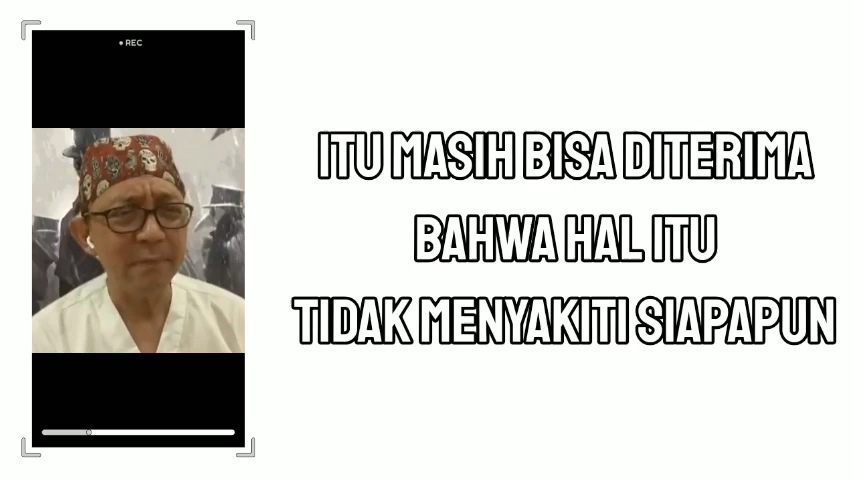 REC
ITU MASIH BISA DITERIMA
BAHWA HAL ITU
TIDAK MENYAKITI SIAPAPUN